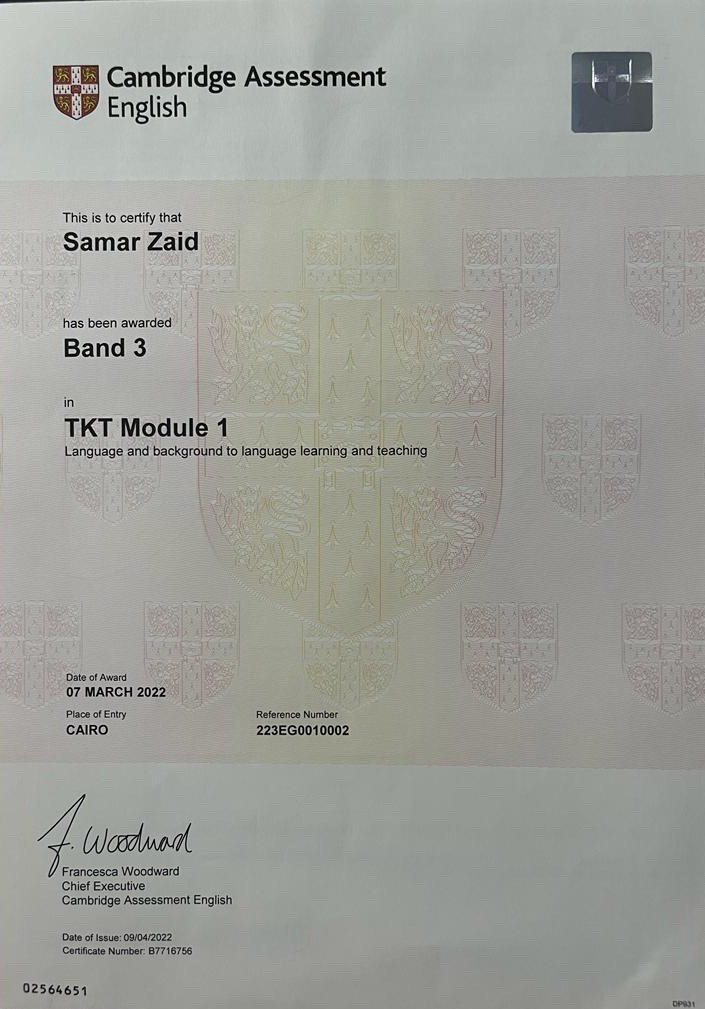 Cambridge Assessment
English
This is to certify that
Samar Zaid
has been awarded
Band 3
in
TKT Module 1
Language and background to language learning and teaching
Date of Award
07 MARCH 2022
Place of Entry
CAIRO
Reference Number
223EG0010002
F. Woodward
Francesca Woodward
Chief Executive
Cambridge Assessment English
Date of Issue: 09/04/2022
Certificate Number: B7716756
02564651
DP931